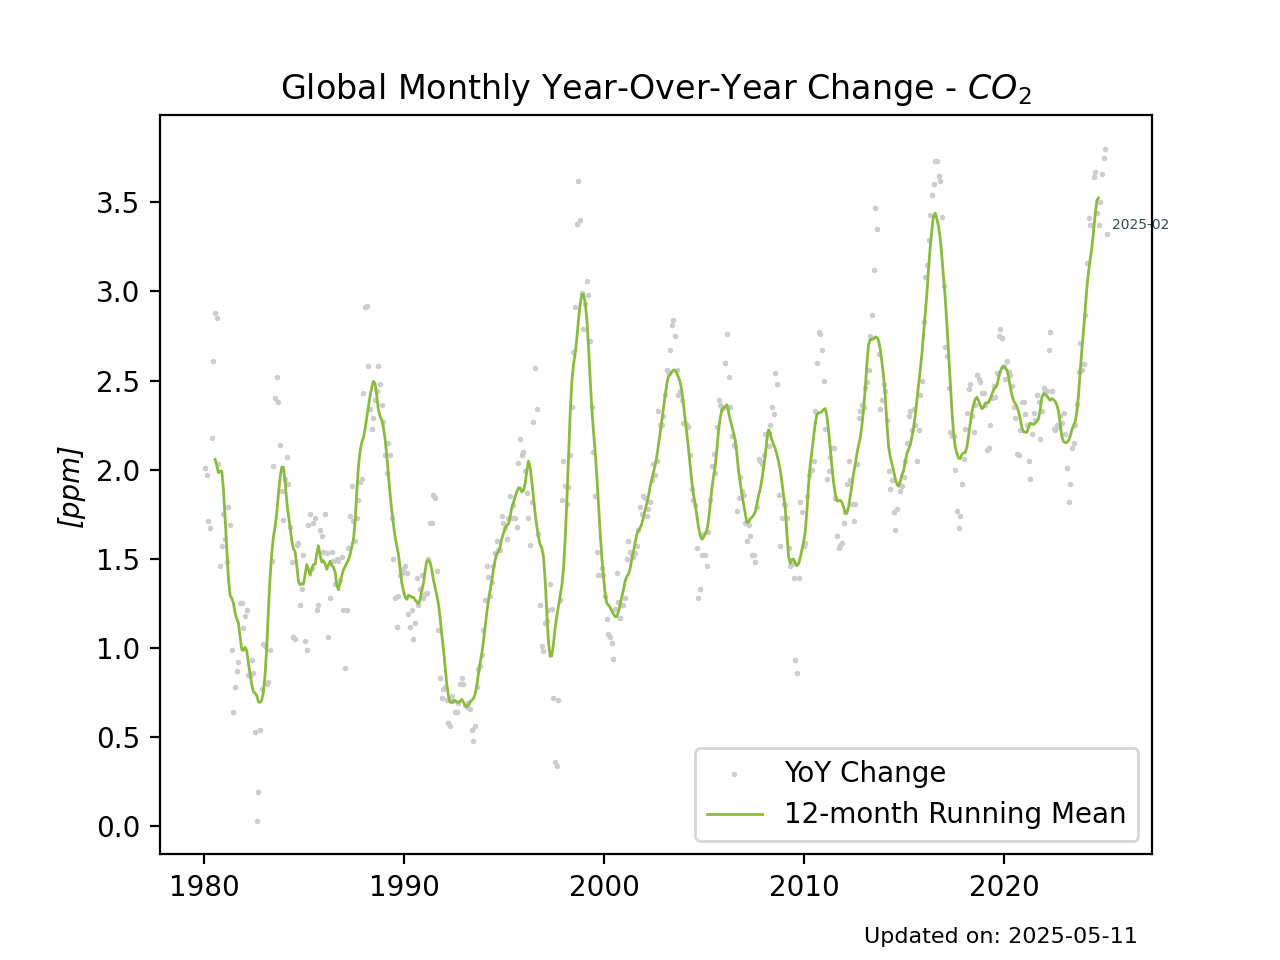 Global Monthly Year-Over-Year Change - CO₂
[ppm]
3.5
3.0
2.5
2.0
1.5
1.0
0.5
0.0
2025-02
YoY Change
12-month Running Mean
1980 1990 2000 2010 2020
Updated on: 2025-05-11